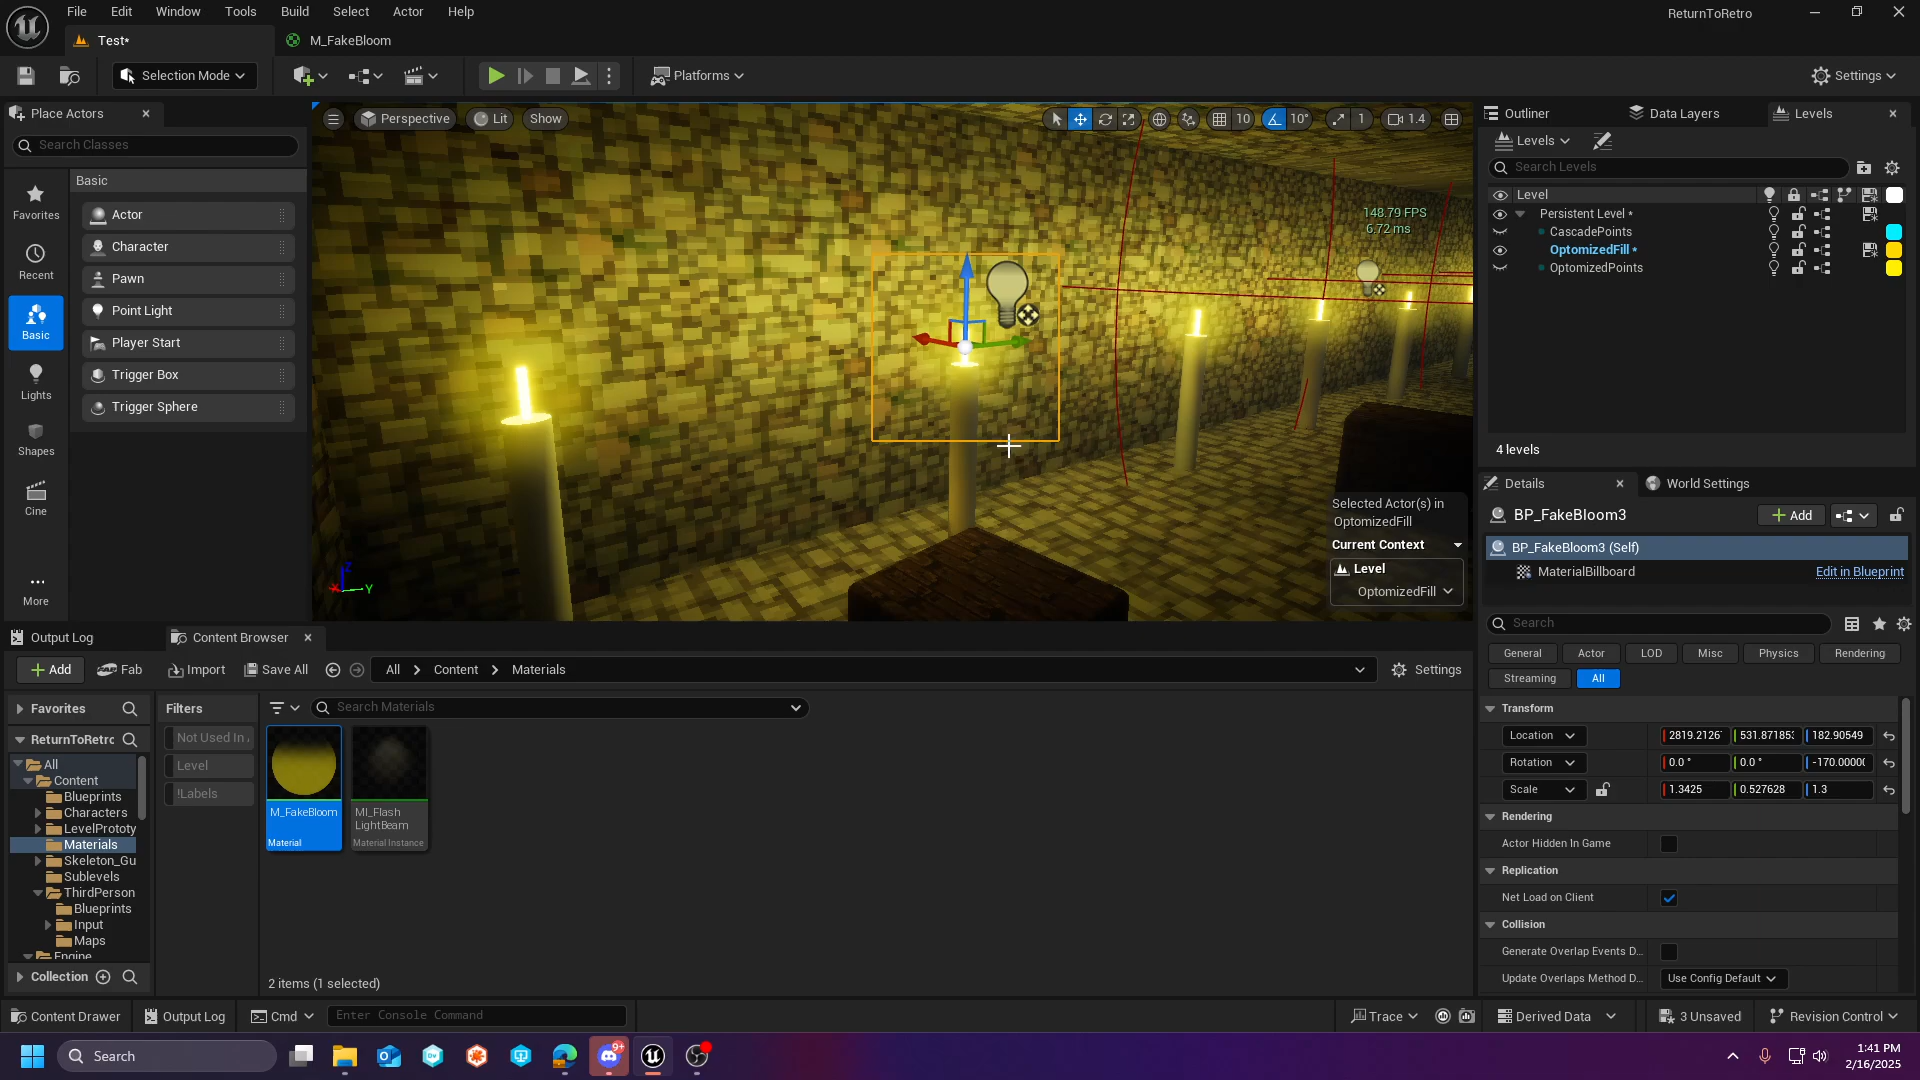 File Edit Window Tools Build Select Actor Help
ReturnToRetro
Test*
M_FakeBloom
Selection Mode
Platforms
Settings
Place Actors
Search Classes
Favorites
Recent
Basic
Lights
Shapes
Cine
More
Basic
Actor
Character
Pawn
Point Light
Player Start
Trigger Box
Trigger Sphere
Perspective
Lit
Show
10
10°
1
1.4
148.79 FPS
6.72 ms
Selected Actor(s) in
OptomizedFill
Current Context
Level
OptomizedFill
Z
X
Y
Outliner
Data Layers
Levels
Levels
Search Levels
Level
Persistent Level *
CascadePoints
OptomizedFill *
OptomizedPoints
4 levels
Details
World Settings
BP_FakeBloom3
Add
BP_FakeBloom3 (Self)
MaterialBillboard
Edit in Blueprint
Search
General
Actor
LOD
Misc
Physics
Rendering
Streaming
All
Transform
Location
2819.2126
531.871853
182.90549
Rotation
0.0 °
0.0 °
-170.0000
Scale
1.3425
0.527628
1.3
Rendering
Actor Hidden In Game
Replication
Net Load on Client
Collision
Generate Overlap Events D...
Update Overlaps Method D...
Use Config Default
Output Log
Content Browser
Add
Fab
Import
Save All
All
Content
Materials
Settings
Favorites
ReturnToRetro
All
Content
Blueprints
Characters
LevelPrototy
Materials
Skeleton_Gu
Sublevels
ThirdPerson
Blueprints
Input
Maps
Engine
Collection
Filters
Not Used In
Level
!Labels
Search Materials
M_FakeBloom
Material
MI_Flash
LightBeam
Material Instance
2 items (1 selected)
Content Drawer
Output Log
Cmd
Enter Console Command
Trace
Derived Data
3 Unsaved
Revision Control
Search
9+
1:41 PM
2/16/2025